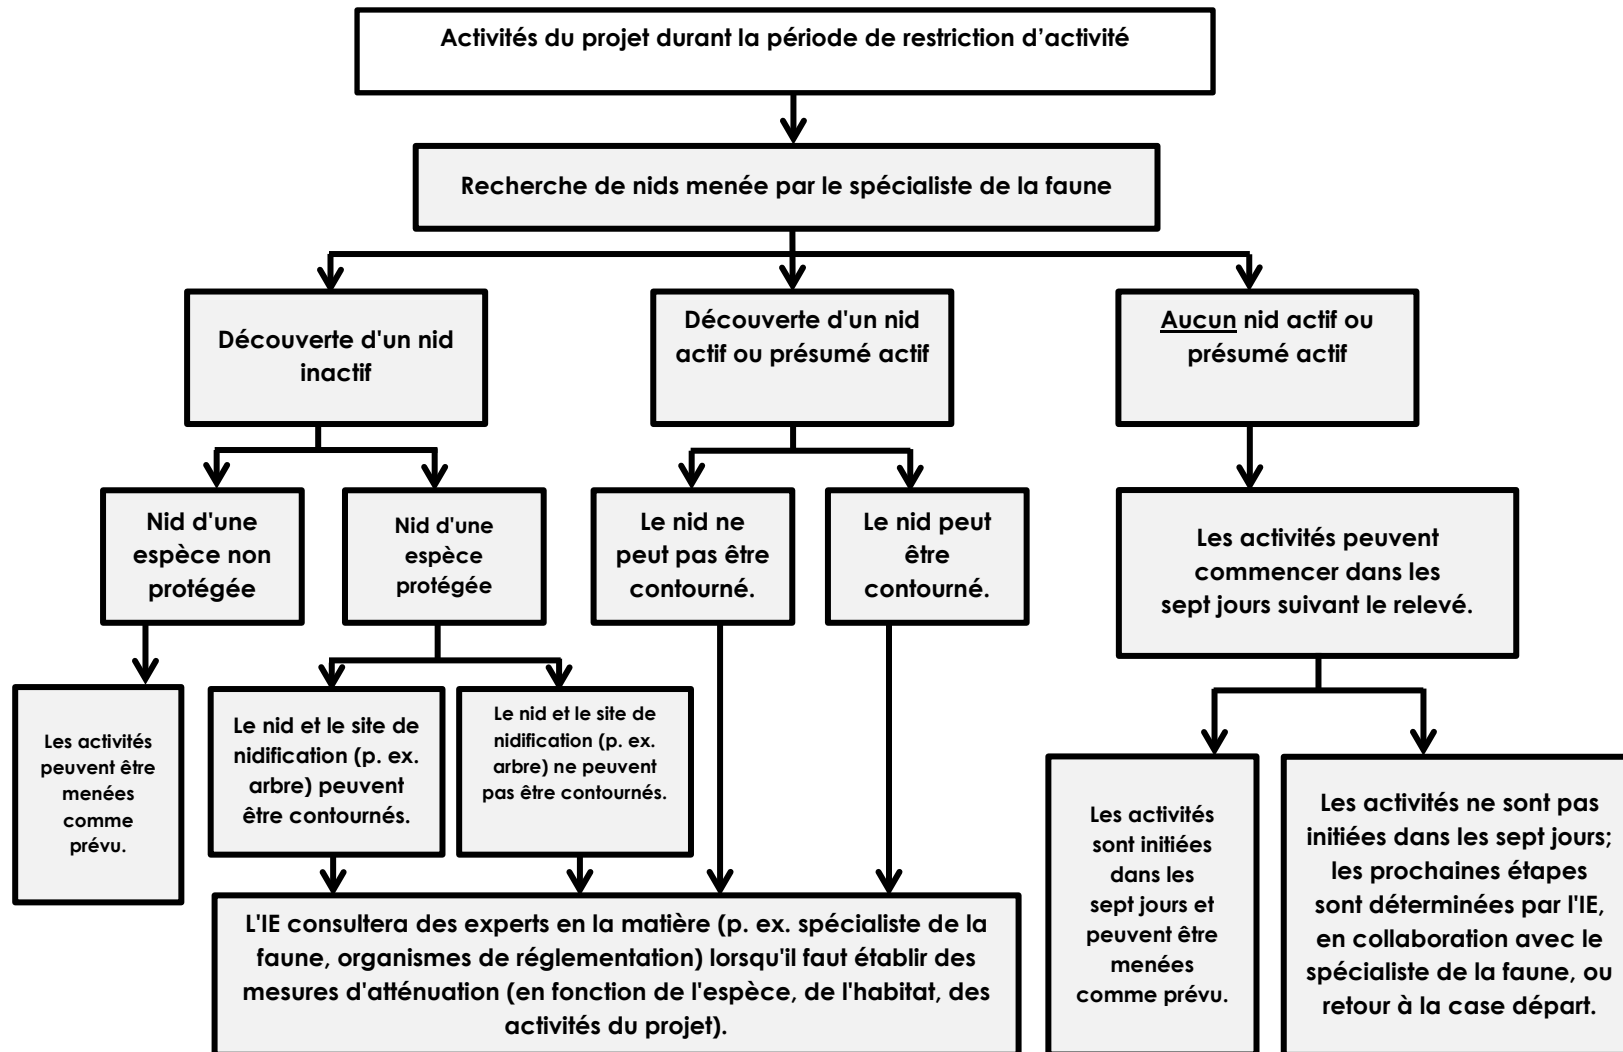 Activités du projet durant la période de restriction d’activité
Recherche de nids menée par le spécialiste de la faune
Découverte d'un nid
inactif
Découverte d'un nid
actif ou présumé actif
Aucun nid actif ou
présumé actif
Nid d'une
espèce non
protégée
Nid d'une
espèce
protégée
Le nid ne
peut pas être
contourné.
Le nid peut
être
contourné.
Les activités peuvent
commencer dans les
sept jours suivant le relevé.
Les activités
peuvent être
menées
comme
prévu.
Le nid et le site de
nidification (p. ex.
arbre) peuvent
être contournés.
Le nid et le site de
nidification (p. ex.
arbre) ne peuvent
pas être contournés.
Les activités
sont initiées
dans les
sept jours et
peuvent être
menées
comme prévu.
Les activités ne sont pas
initiées dans les sept jours;
les prochaines étapes
sont déterminées par l'IE,
en collaboration avec le
spécialiste de la faune, ou
retour à la case départ.
L'IE consultera des experts en la matière (p. ex. spécialiste de la
faune, organismes de réglementation) lorsqu'il faut établir des
mesures d'atténuation (en fonction de l'espèce, de l'habitat, des
activités du projet).